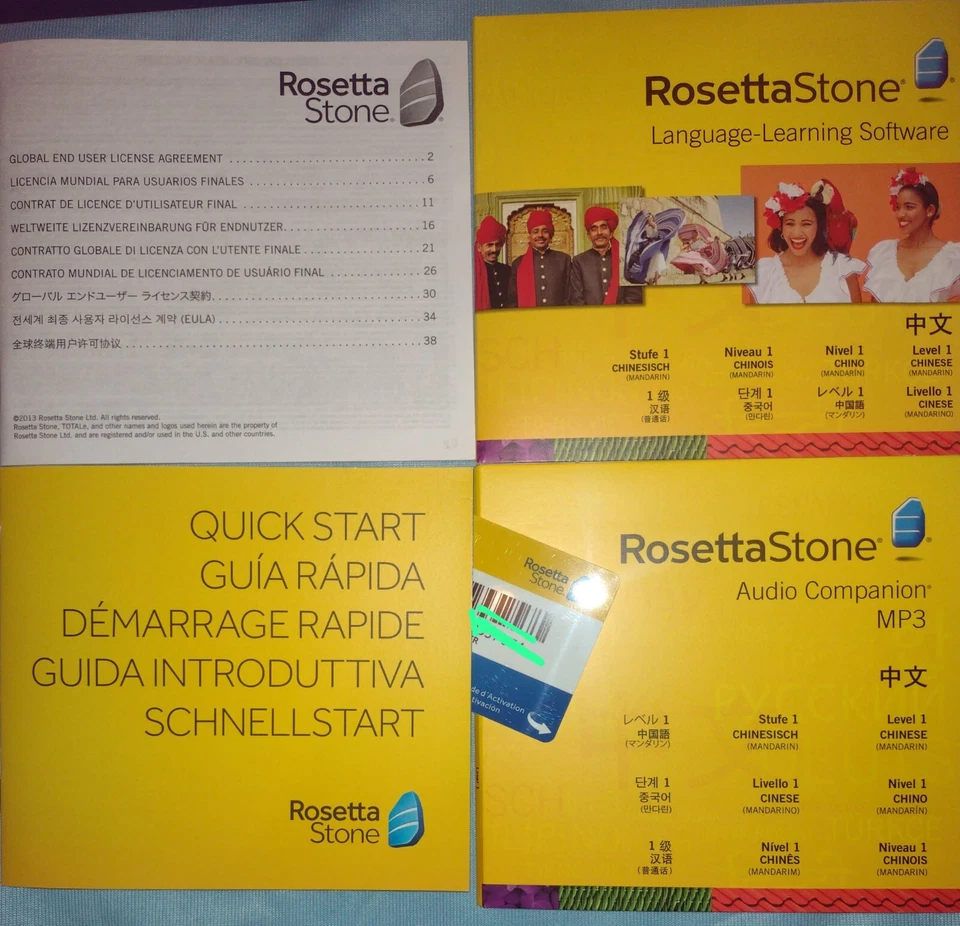 Rosetta
Stone®
GLOBAL END USER LICENSE AGREEMENT ................................ 2
LICENCIA MUNDIAL PARA USUARIOS FINALES ............................ 6
CONTRAT DE LICENCE D'UTILISATEUR FINAL ............................ 11
WELTWEITE LIZENZVEREINBARUNG FÜR ENDNUTZER........................ 16
CONTRATTO GLOBALE DI LICENZA CON L'UTENTE FINALE .................. 21
CONTRATO MUNDIAL DE LICENCIAMENTO DE USUÁRIO FINAL ................ 26
グローバル エンドユーザー ライセンス契約................................ 30
전세계 최종 사용자 라이선스 계약 (EULA) ................................ 34
全球终端用户许可协议 ................................................ 38
©2013 Rosetta Stone Ltd. All rights reserved.
Rosetta Stone, TOTALe, and other names and logos used herein are the property of
Rosetta Stone Ltd. and are registered and/or used in the U.S. and other countries.
RosettaStone®
Language-Learning Software
中文
Stufe 1
CHINESISCH
(MANDARIN)
Niveau 1
CHINOIS
(MANDARIN)
Nivel 1
CHINO
(MANDARÍN)
Level 1
CHINESE
(MANDARIN)
1 级
汉语
(普通话)
단계 1
중국어
(만다린)
レベル 1
中国語
(マンダリン)
Livello 1
CINESE
(MANDARINO)
QUICK START
GUÍA RÁPIDA
DÉMARRAGE RAPIDE
GUIDA INTRODUTTIVA
SCHNELLSTART
Rosetta
Stone®
Rosetta
Stone
de d'Activation
tivación
RosettaStone®
Audio Companion®
MP3
中文
レベル 1
中国語
(マンダリン)
Stufe 1
CHINESISCH
(MANDARIN)
Level 1
CHINESE
(MANDARIN)
단계 1
중국어
(만다린)
Livello 1
CINESE
(MANDARINO)
Nivel 1
CHINO
(MANDARÍN)
1 级
汉语
(普通话)
Nível 1
CHINÊS
(MANDARIM)
Niveau 1
CHINOIS
(MANDARIN)